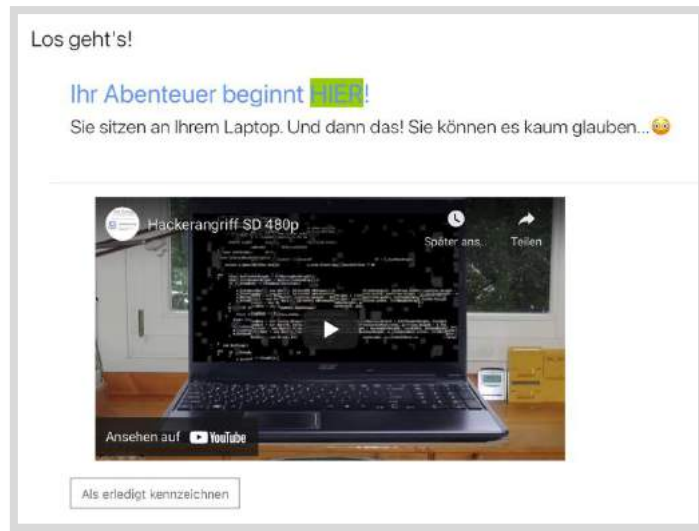 Los geht's!
Ihr Abenteuer beginnt HIER!
Sie sitzen an Ihrem Laptop. Und dann das! Sie können es kaum glauben...😳
Hackerangriff SD 480p
Später ans.
Teilen
Ansehen auf YouTube
Als erledigt kennzeichnen